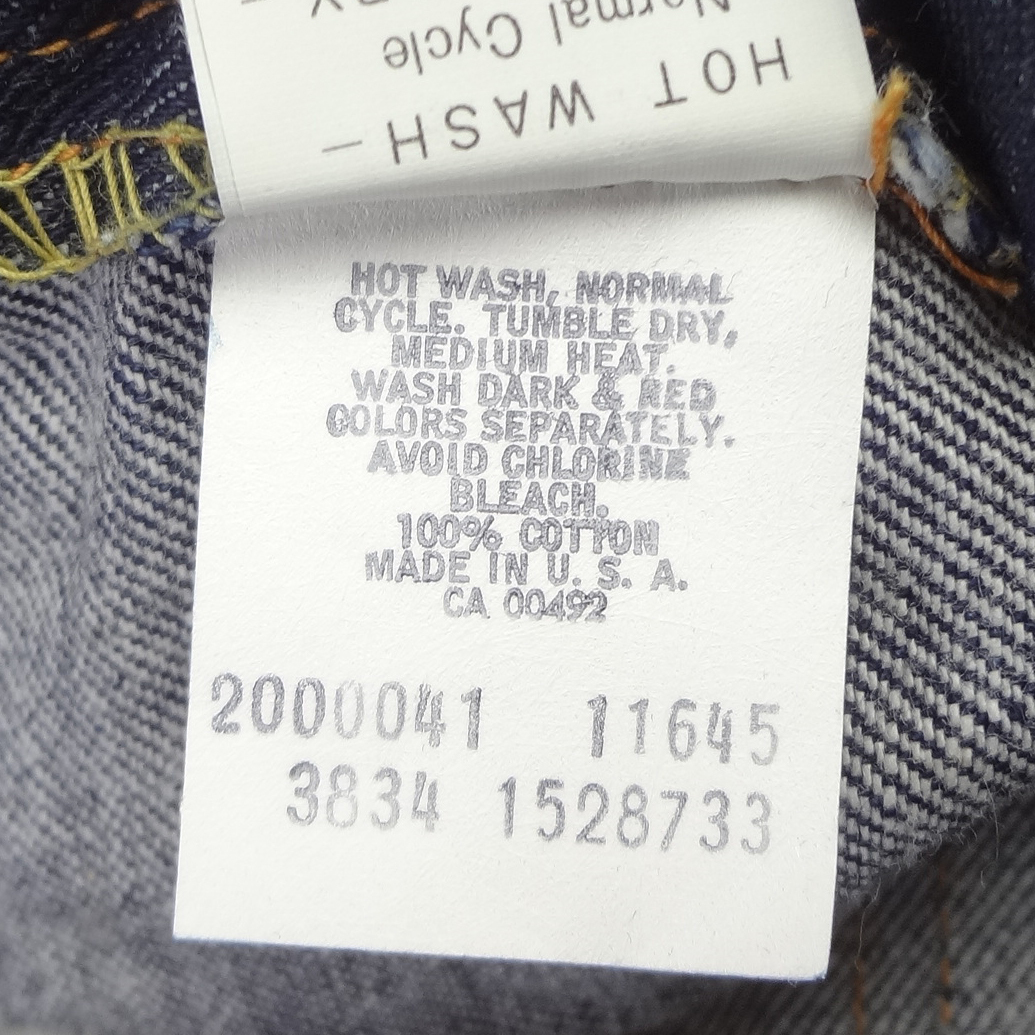 HOT WASH –
Normal Cycle
HOT WASH, NORMAL
CYCLE. TUMBLE DRY,
MEDIUM HEAT.
WASH DARK & RED
COLORS SEPARATELY.
AVOID CHLORINE
BLEACH.
100% COTTON
MADE IN U. S. A.
CA 00492
2000041 11645
3834 1528733